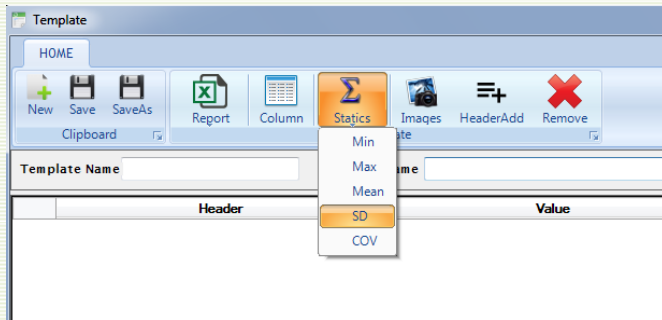 Template
HOME
New Save SaveAs Report Column Statics Images HeaderAdd Remove
Clipboard
Min
Max
Mean
SD
COV
Template Name
Header Value